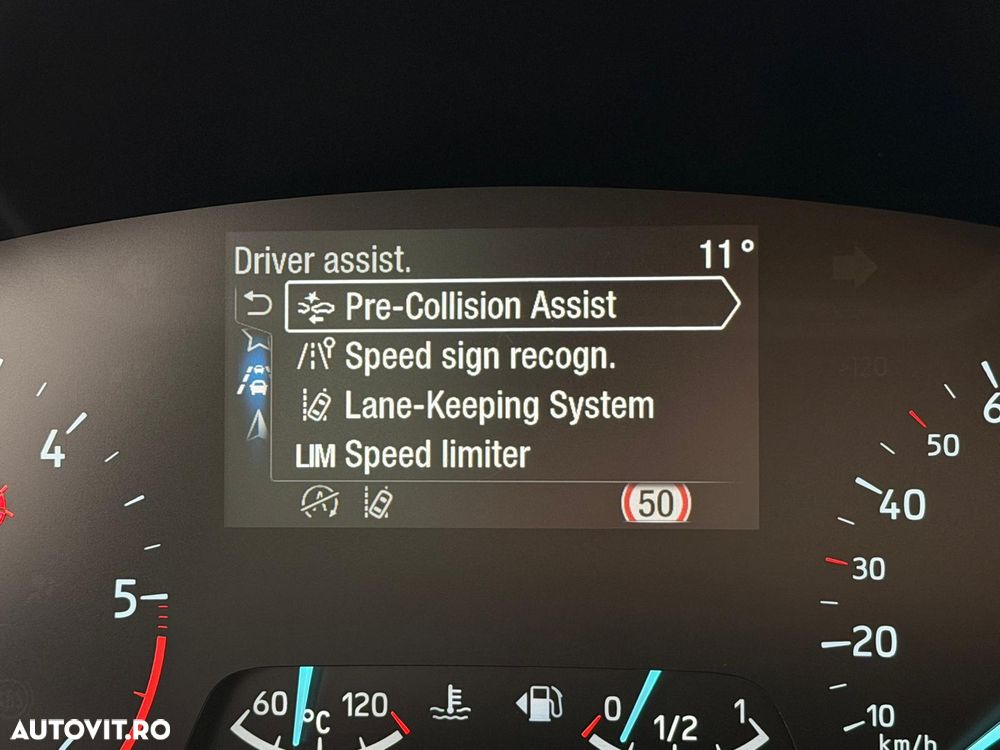 Driver assist. 11°
Pre-Collision Assist
Speed sign recogn.
Lane-Keeping System
LIM Speed limiter
A 50
4
5
6
50
40
30
20
10
km/h
60 °C 120
0 1/2 1
AUTOVIT.RO